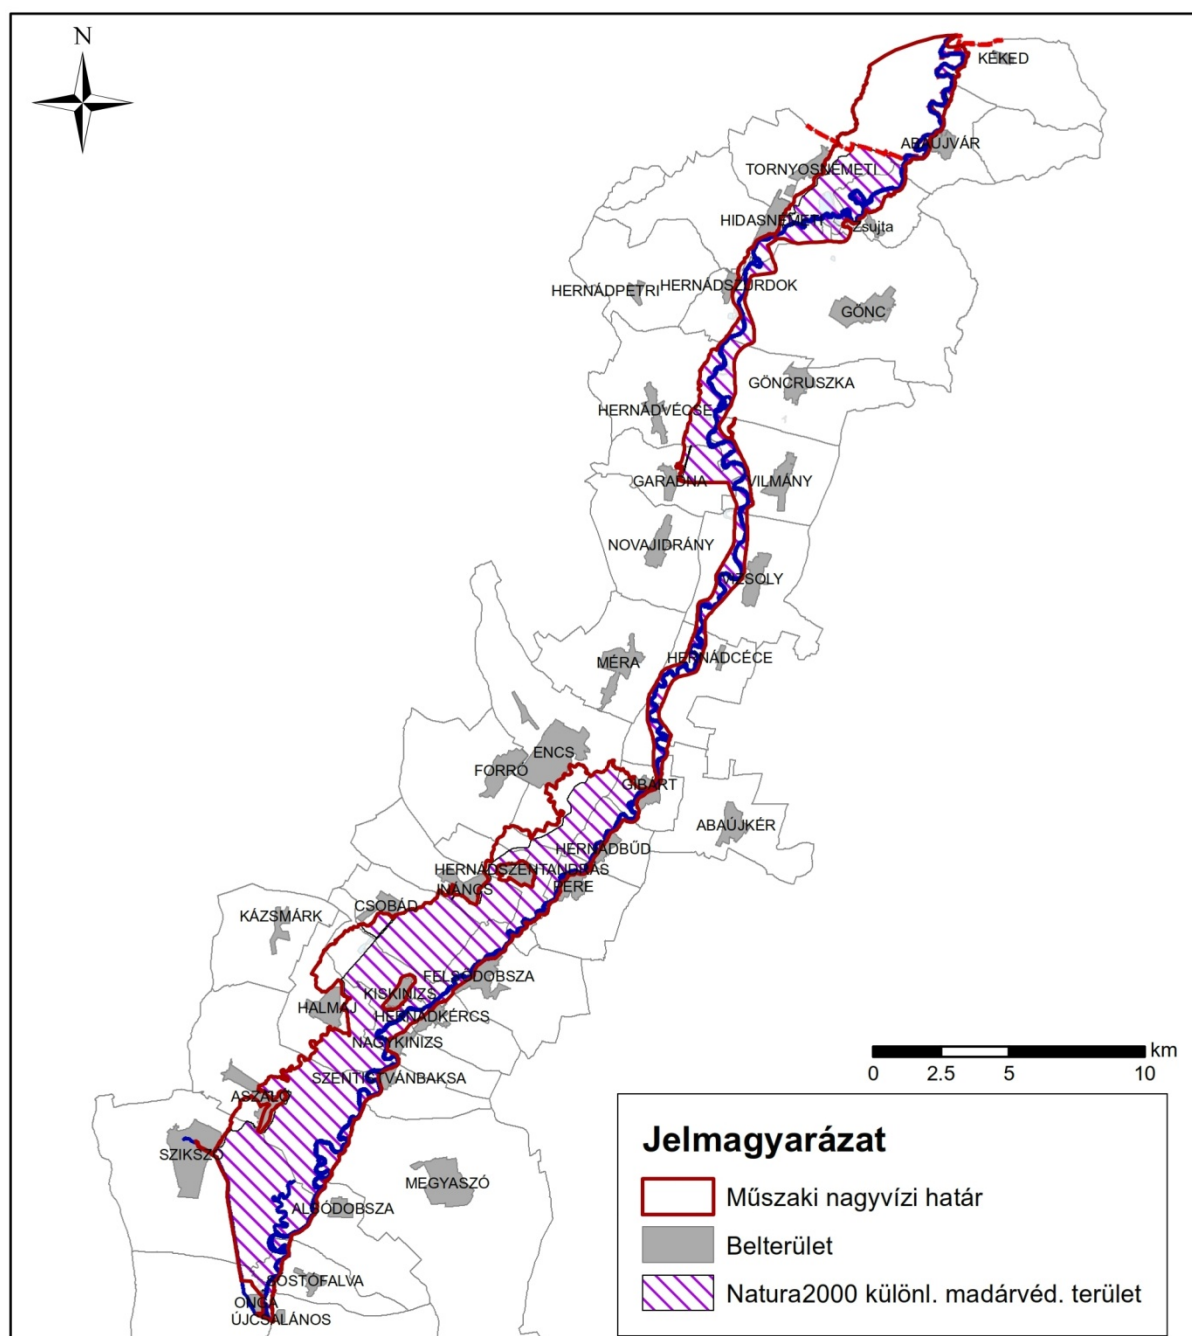 N
KÉKED
ABAÚJVÁR
TORNYOSNÉMETI
HIDASNÉMETI
Zsujta
HERNÁDPETRI
HERNÁDSZURDOK
GÖNC
GÖNCRUSZKA
HERNÁDVÉCSE
GARADNA
VILMÁNY
NOVAJIDRÁNY
VIZSOLY
MÉRA
HERNÁDCÉCE
ENCS
FORRÓ
GIBÁRT
ABAÚJKÉR
HERNÁDBŰD
HERNÁDSZENTANDRÁS
INÁNCS
PERE
CSOBÁD
KÁZSMÁRK
FELSŐDOBSZA
KISKINIZS
HALMAJ
HERNÁDKÉRCS
NAGYKINIZS
SZENTISTVÁNBAKSA
ASZALÓ
SZIKSZÓ
MEGYASZÓ
ALSÓDOBSZA
SÓSTÓFALVA
ONGA
ÚJCSALÁNOS
km
0 2.5 5 10
Jelmagyarázat
Műszaki nagyvízi határ
Belterület
Natura2000 különl. madárvéd. terület